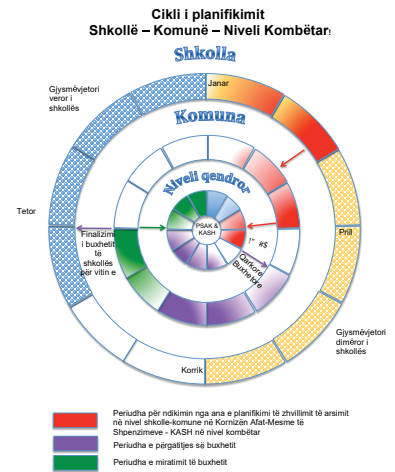 Cikli i planifikimit
Shkollë – Komunë – Niveli Kombëtar
Shkolla
Gjysmëvjetori
veror i
shkollës
Janar
Komuna
Niveli qendror
Tetor
PSAK &
KASH
Prill
Finalizimi
i buxhetit
të
shkollës
për vitin e
!" #$
Qarkore
Buxhetore
Gjysmëvjetori
dimëror i
shkollës
Korrik
Periudha për ndikimin nga ana e planifikimi të zhvillimit të arsimit
në nivel shkolle-komune në Kornizën Afat-Mesme të
Shpenzimeve - KASH në nivel kombëtar
Periudha e përgatitjes së buxhetit
Periudha e miratimit të buxhetit